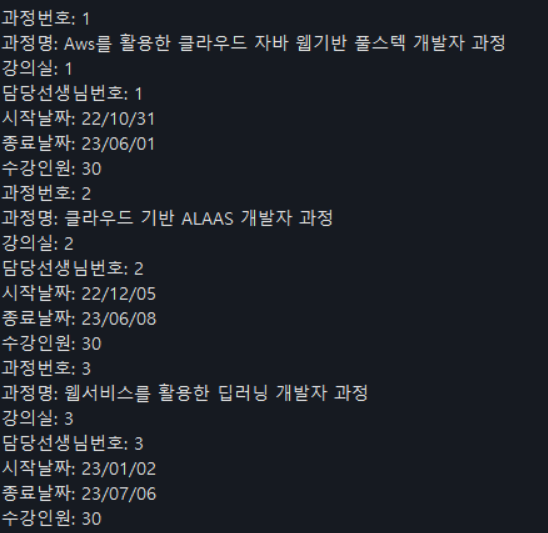 과정번호: 1
과정명: Aws를 활용한 클라우드 자바 웹기반 풀스텍 개발자 과정
강의실: 1
담당선생님번호: 1
시작날짜: 22/10/31
종료날짜: 23/06/01
수강인원: 30
과정번호: 2
과정명: 클라우드 기반 ALAAS 개발자 과정
강의실: 2
담당선생님번호: 2
시작날짜: 22/12/05
종료날짜: 23/06/08
수강인원: 30
과정번호: 3
과정명: 웹서비스를 활용한 딥러닝 개발자 과정
강의실: 3
담당선생님번호: 3
시작날짜: 23/01/02
종료날짜: 23/07/06
수강인원: 30